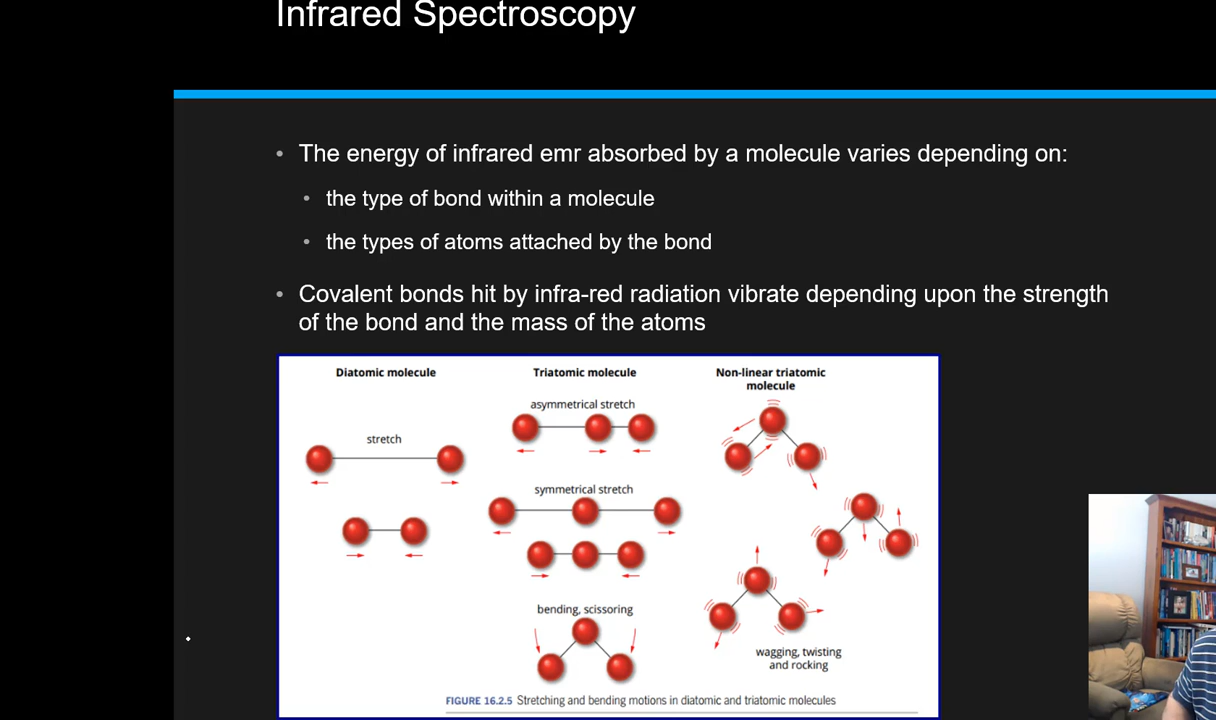 Infrared Spectroscopy
• The energy of infrared emr absorbed by a molecule varies depending on:
• the type of bond within a molecule
• the types of atoms attached by the bond
• Covalent bonds hit by infra-red radiation vibrate depending upon the strength
of the bond and the mass of the atoms
Diatomic molecule
stretch
Triatomic molecule
asymmetrical stretch
symmetrical stretch
bending, scissoring
Non-linear triatomic
molecule
wagging, twisting
and rocking
FIGURE 16.2.5 Stretching and bending motions in diatomic and triatomic molecules